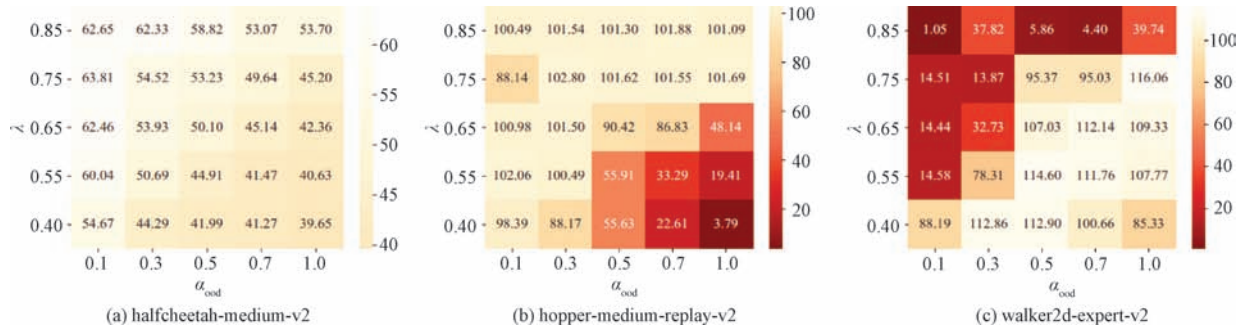 0.85 62.65 62.33 58.82 53.07 53.70
0.75 63.81 54.52 53.23 49.64 45.20
λ 0.65 62.46 53.93 50.10 45.14 42.36
0.55 60.04 50.69 44.91 41.47 40.63
0.40 54.67 44.29 41.99 41.27 39.65
0.1 0.3 0.5 0.7 1.0
α_ood
60
55
50
45
40
(a) halfcheetah-medium-v2
0.85 100.49 101.54 101.30 101.88 101.09
0.75 88.14 102.80 101.62 101.55 101.69
λ 0.65 100.98 101.50 90.42 86.83 48.14
0.55 102.06 100.49 55.91 33.29 19.41
0.40 98.39 88.17 55.63 22.61 3.79
0.1 0.3 0.5 0.7 1.0
α_ood
100
80
60
40
20
(b) hopper-medium-replay-v2
0.85 1.05 37.82 5.86 4.40 39.74
0.75 14.51 13.87 95.37 95.03 116.06
λ 0.65 14.44 32.73 107.03 112.14 109.33
0.55 14.58 78.31 114.60 111.76 107.77
0.40 88.19 112.86 112.90 100.66 85.33
0.1 0.3 0.5 0.7 1.0
α_ood
100
80
60
40
20
(c) walker2d-expert-v2